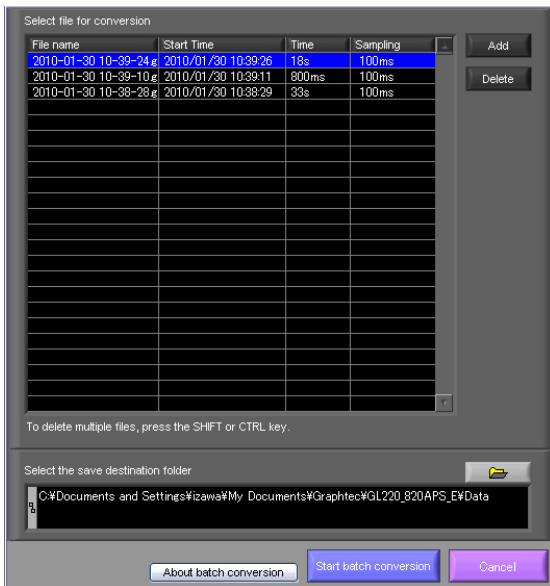 Select file for conversion
File name Start Time Time Sampling
Add
2010-01-30 10-39-24g 2010/01/30 10:39:26 18s 100ms
2010-01-30 10-39-10g 2010/01/30 10:39:11 800ms 100ms
Delete
2010-01-30 10-38-28g 2010/01/30 10:38:29 33s 100ms
To delete multiple files, press the SHIFT or CTRL key.
Select the save destination folder
C:¥Documents and Settings¥izawa¥My Documents¥Graphtec¥GL220_820APS_E¥Data
About batch conversion Start batch conversion Cancel